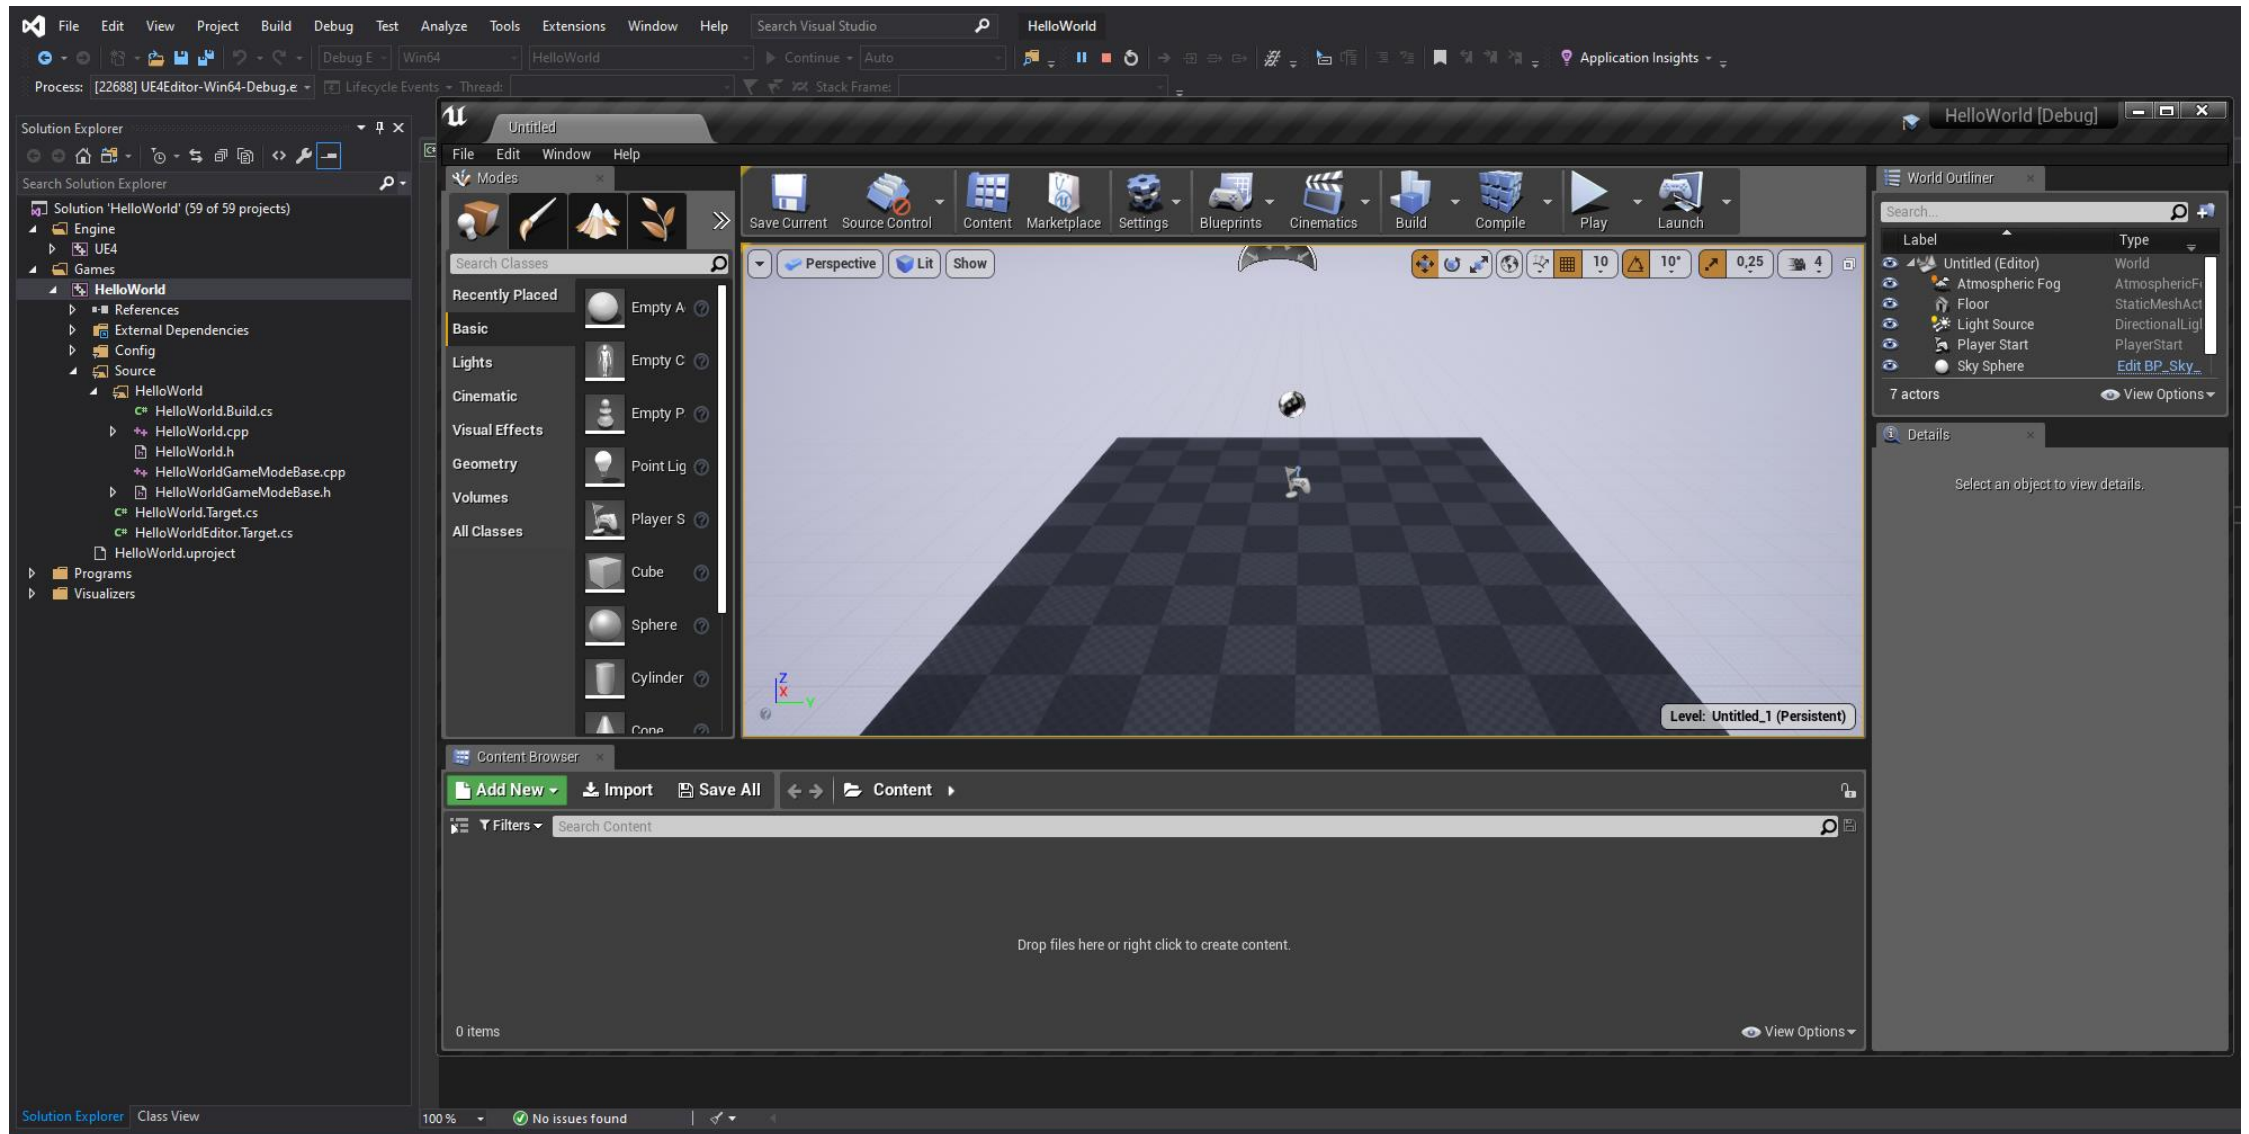 File Edit View Project Build Debug Test Analyze Tools Extensions Window Help Search Visual Studio HelloWorld
Debug E Win64 HelloWorld Continue Auto Application Insights
Process: [22688] UE4Editor-Win64-Debug.e Lifecycle Events Thread: Stack Frame:
Solution Explorer
Search Solution Explorer
Solution 'HelloWorld' (59 of 59 projects)
Engine
UE4
Games
HelloWorld
References
External Dependencies
Config
Source
HelloWorld
HelloWorld.Build.cs
HelloWorld.cpp
HelloWorld.h
HelloWorldGameModeBase.cpp
HelloWorldGameModeBase.h
HelloWorld.Target.cs
HelloWorldEditor.Target.cs
HelloWorld.uproject
Programs
Visualizers
Solution Explorer Class View
Untitled
HelloWorld [Debug]
File Edit Window Help
Modes
Search Classes
Recently Placed
Basic
Lights
Cinematic
Visual Effects
Geometry
Volumes
All Classes
Empty A
Empty C
Empty P
Point Lig
Player S
Cube
Sphere
Cylinder
Cone
Save Current Source Control Content Marketplace Settings Blueprints Cinematics Build Compile Play Launch
Perspective Lit Show 10 10° 0,25 4
Z
X
Y
Level: Untitled_1 (Persistent)
World Outliner
Search...
Label Type
Untitled (Editor) World
Atmospheric Fog AtmosphericF
Floor StaticMeshAct
Light Source DirectionalLigh
Player Start PlayerStart
Sky Sphere Edit BP_Sky_
7 actors View Options
Details
Select an object to view details.
Content Browser
Add New Import Save All Content
Filters Search Content
Drop files here or right click to create content.
0 items View Options
100 % No issues found